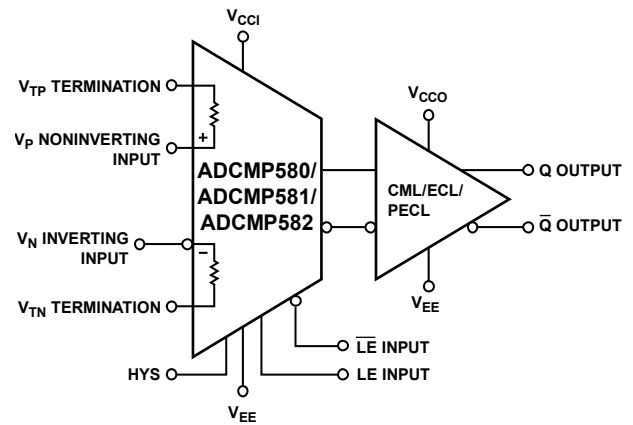 VCCI
VTP TERMINATION
VP NONINVERTING
INPUT
+
VCCO
ADCMP580/
ADCMP581/
ADCMP582
CML/ECL/
PECL
Q OUTPUT
Q̅ OUTPUT
VN INVERTING
INPUT
–
VTN TERMINATION
VEE
L̅E̅ INPUT
HYS
LE INPUT
VEE